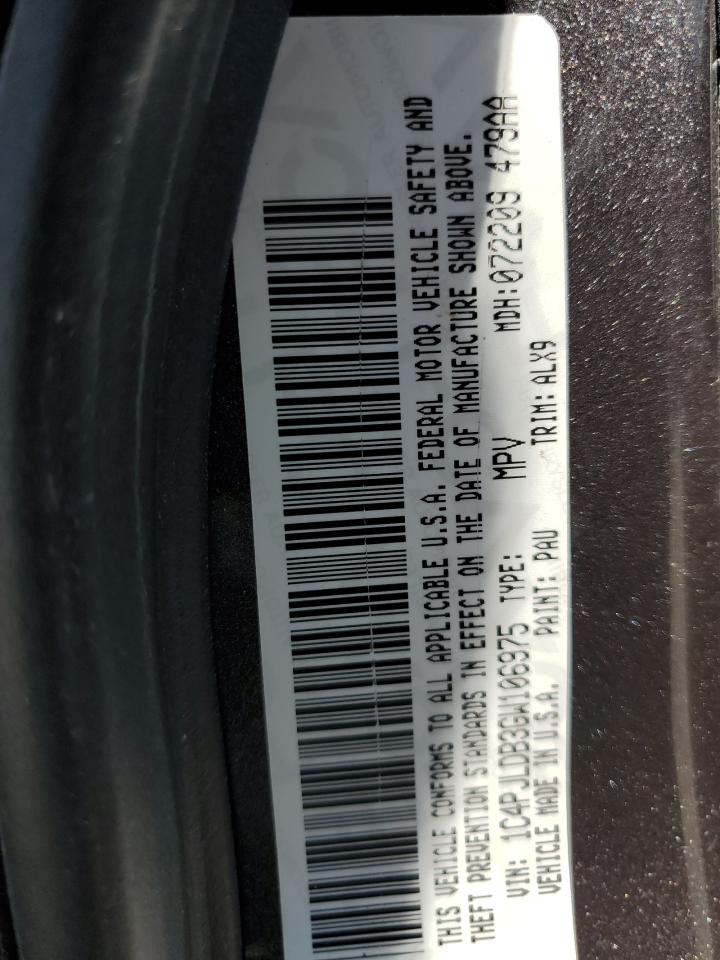 THIS VEHICLE CONFORMS TO ALL APPLICABLE U.S.A. FEDERAL MOTOR VEHICLE SAFETY AND
THEFT PREVENTION STANDARDS IN EFFECT ON THE DATE OF MANUFACTURE SHOWN ABOVE.
VIN: 1C4PJLDB3GW106975 TYPE: MPV MDH:072209 479AA
VEHICLE MADE IN U.S.A. PAINT: PAU TRIM: ALX9